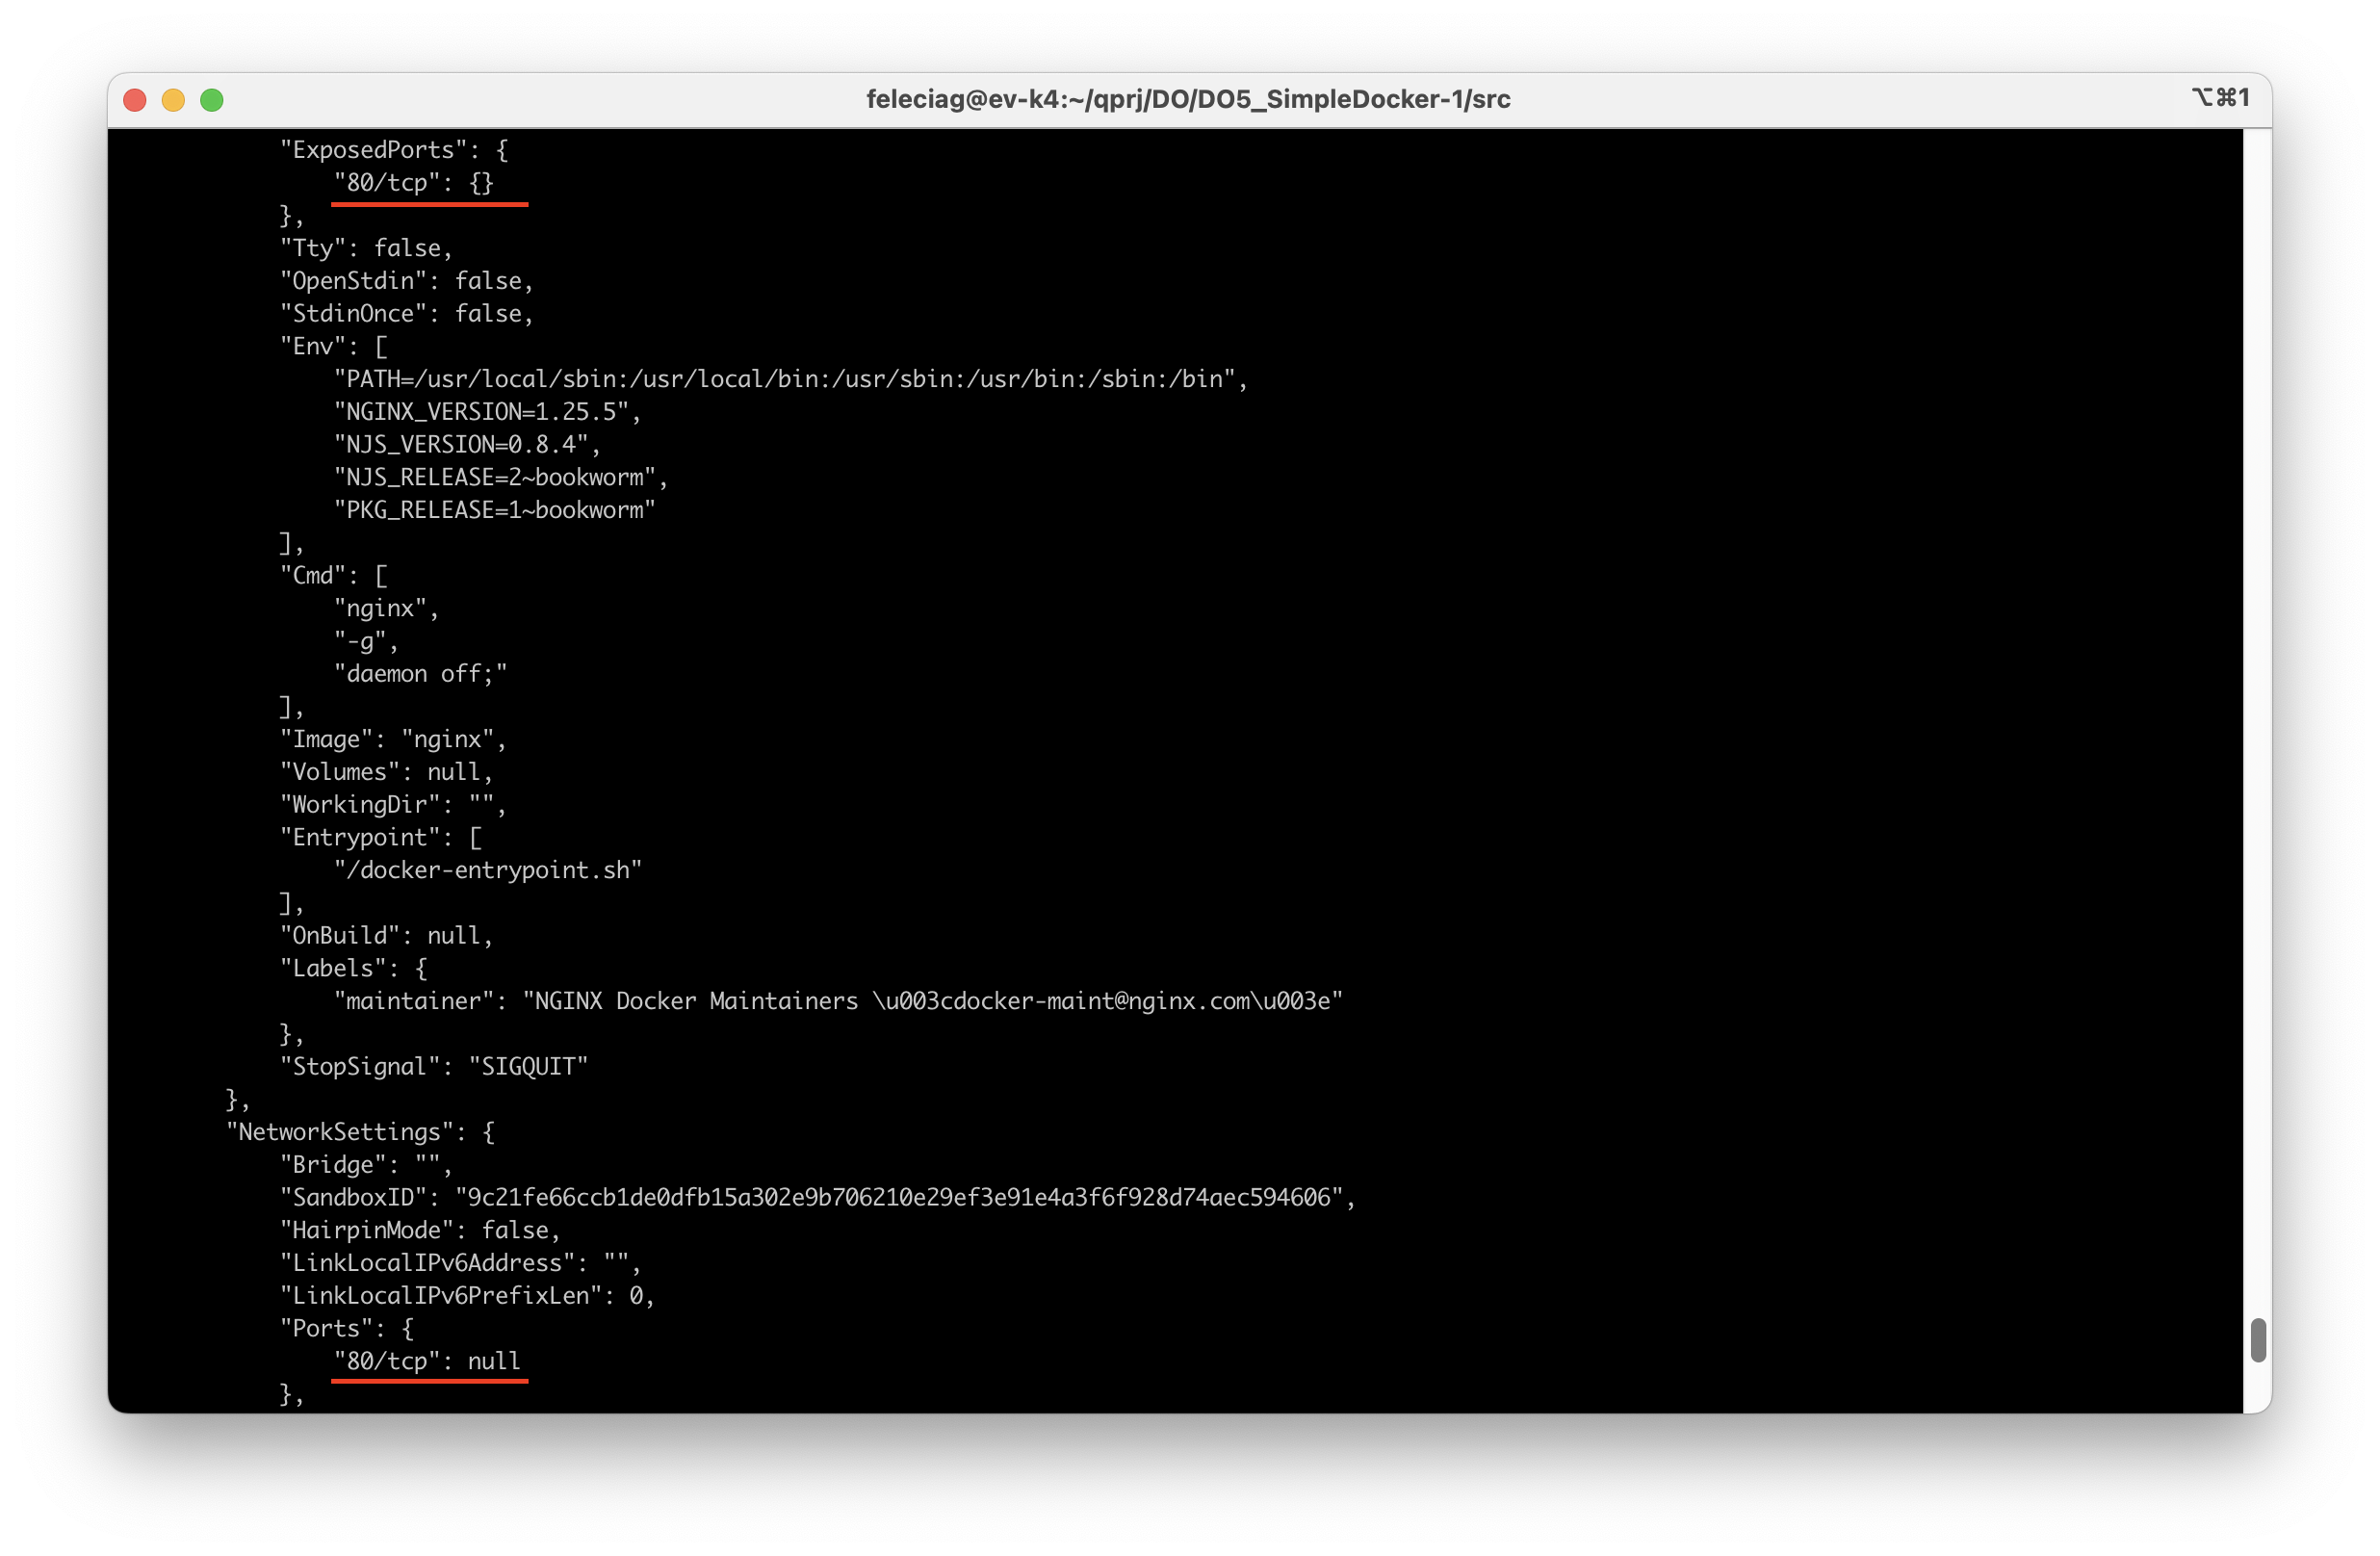 feleciag@ev-k4:~/qprj/DO/DO5_SimpleDocker-1/src
⌥⌘1
"ExposedPorts": {
"80/tcp": {}
},
"Tty": false,
"OpenStdin": false,
"StdinOnce": false,
"Env": [
"PATH=/usr/local/sbin:/usr/local/bin:/usr/sbin:/usr/bin:/sbin:/bin",
"NGINX_VERSION=1.25.5",
"NJS_VERSION=0.8.4",
"NJS_RELEASE=2~bookworm",
"PKG_RELEASE=1~bookworm"
],
"Cmd": [
"nginx",
"-g",
"daemon off;"
],
"Image": "nginx",
"Volumes": null,
"WorkingDir": "",
"Entrypoint": [
"/docker-entrypoint.sh"
],
"OnBuild": null,
"Labels": {
"maintainer": "NGINX Docker Maintainers \u003cdocker-maint@nginx.com\u003e"
},
"StopSignal": "SIGQUIT"
},
"NetworkSettings": {
"Bridge": "",
"SandboxID": "9c21fe66ccb1de0dfb15a302e9b706210e29ef3e91e4a3f6f928d74aec594606",
"HairpinMode": false,
"LinkLocalIPv6Address": "",
"LinkLocalIPv6PrefixLen": 0,
"Ports": {
"80/tcp": null
},